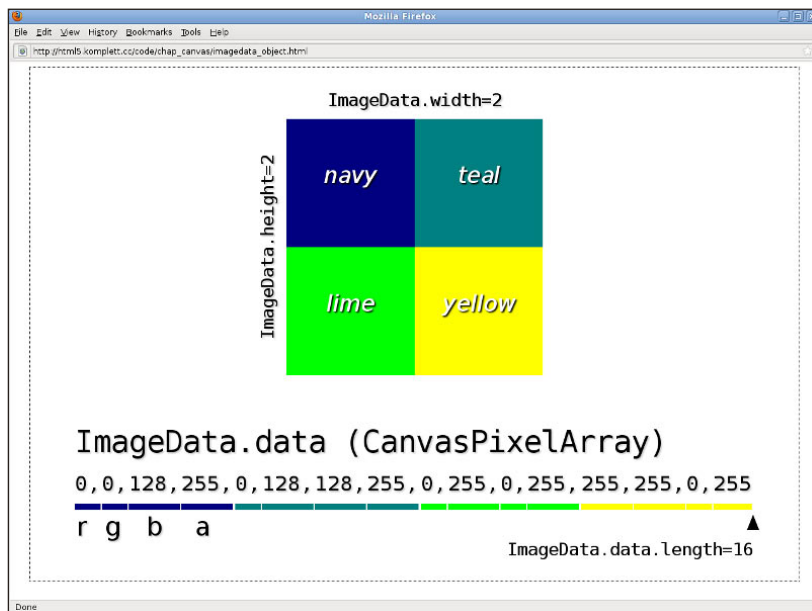 Mozilla Firefox
File Edit View History Bookmarks Tools Help
http://html5.komplett.cc/code/chap_canvas/imagedata_object.html
ImageData.width=2
ImageData.height=2
navy teal
lime yellow
ImageData.data (CanvasPixelArray)
0,0,128,255,0,128,128,255,0,255,0,255,255,255,0,255
r g b a
ImageData.data.length=16
Done